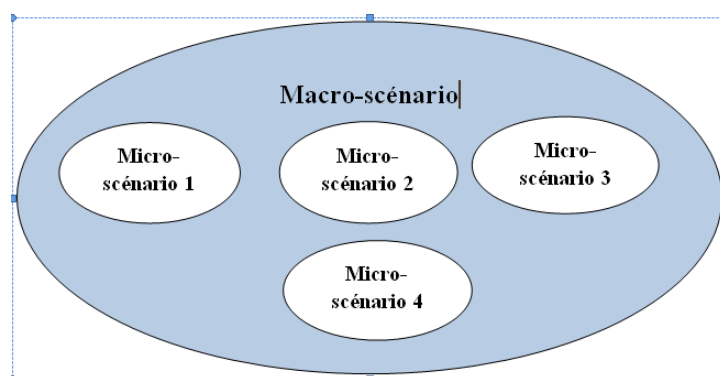 Macro-scénario
Micro-
scénario 1
Micro-
scénario 2
Micro-
scénario 3
Micro-
scénario 4